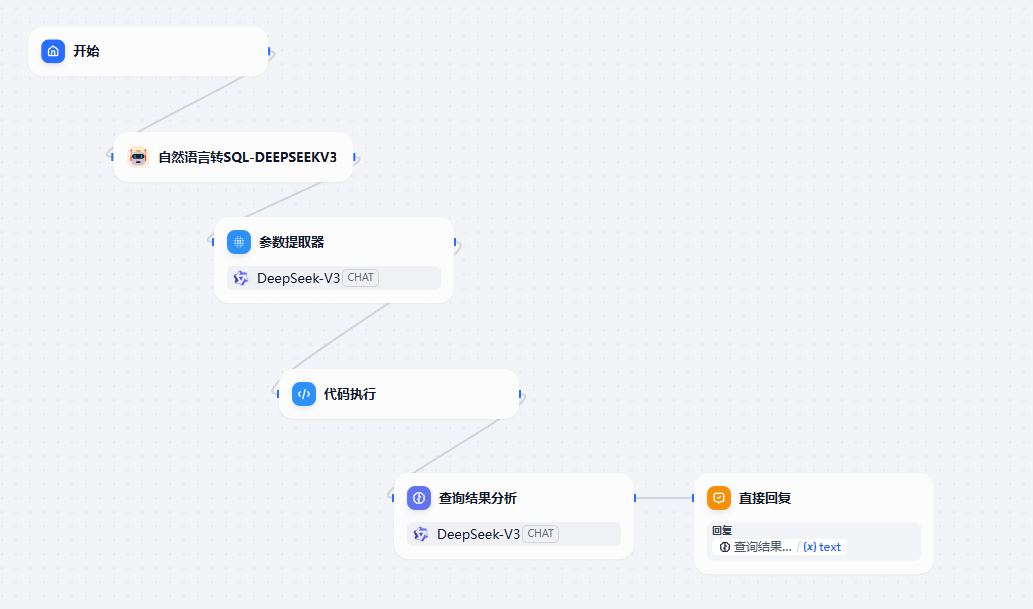 开始
自然语言转SQL-DEEPSEEKV3
参数提取器
DeepSeek-V3 CHAT
代码执行
查询结果分析
DeepSeek-V3 CHAT
直接回复
回复
查询结果... / {x} text